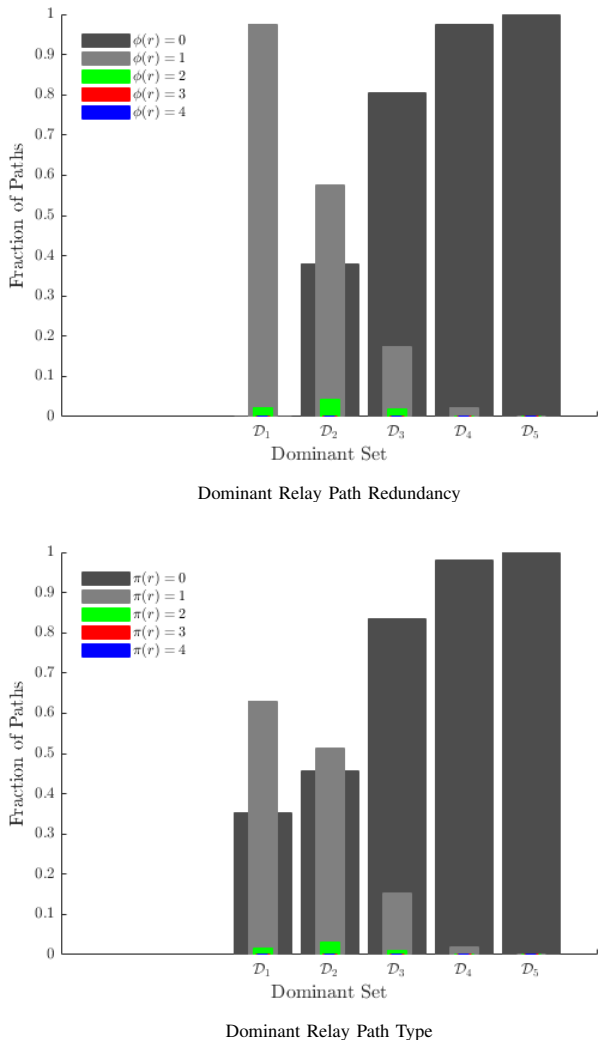 1
0.9
0.8
0.7
0.6
0.5
0.4
0.3
0.2
0.1
0
Fraction of Paths
ϕ(r) = 0
ϕ(r) = 1
ϕ(r) = 2
ϕ(r) = 3
ϕ(r) = 4
𝒟₁ 𝒟₂ 𝒟₃ 𝒟₄ 𝒟₅
Dominant Set
Dominant Relay Path Redundancy
1
0.9
0.8
0.7
0.6
0.5
0.4
0.3
0.2
0.1
0
Fraction of Paths
π(r) = 0
π(r) = 1
π(r) = 2
π(r) = 3
π(r) = 4
𝒟₁ 𝒟₂ 𝒟₃ 𝒟₄ 𝒟₅
Dominant Set
Dominant Relay Path Type